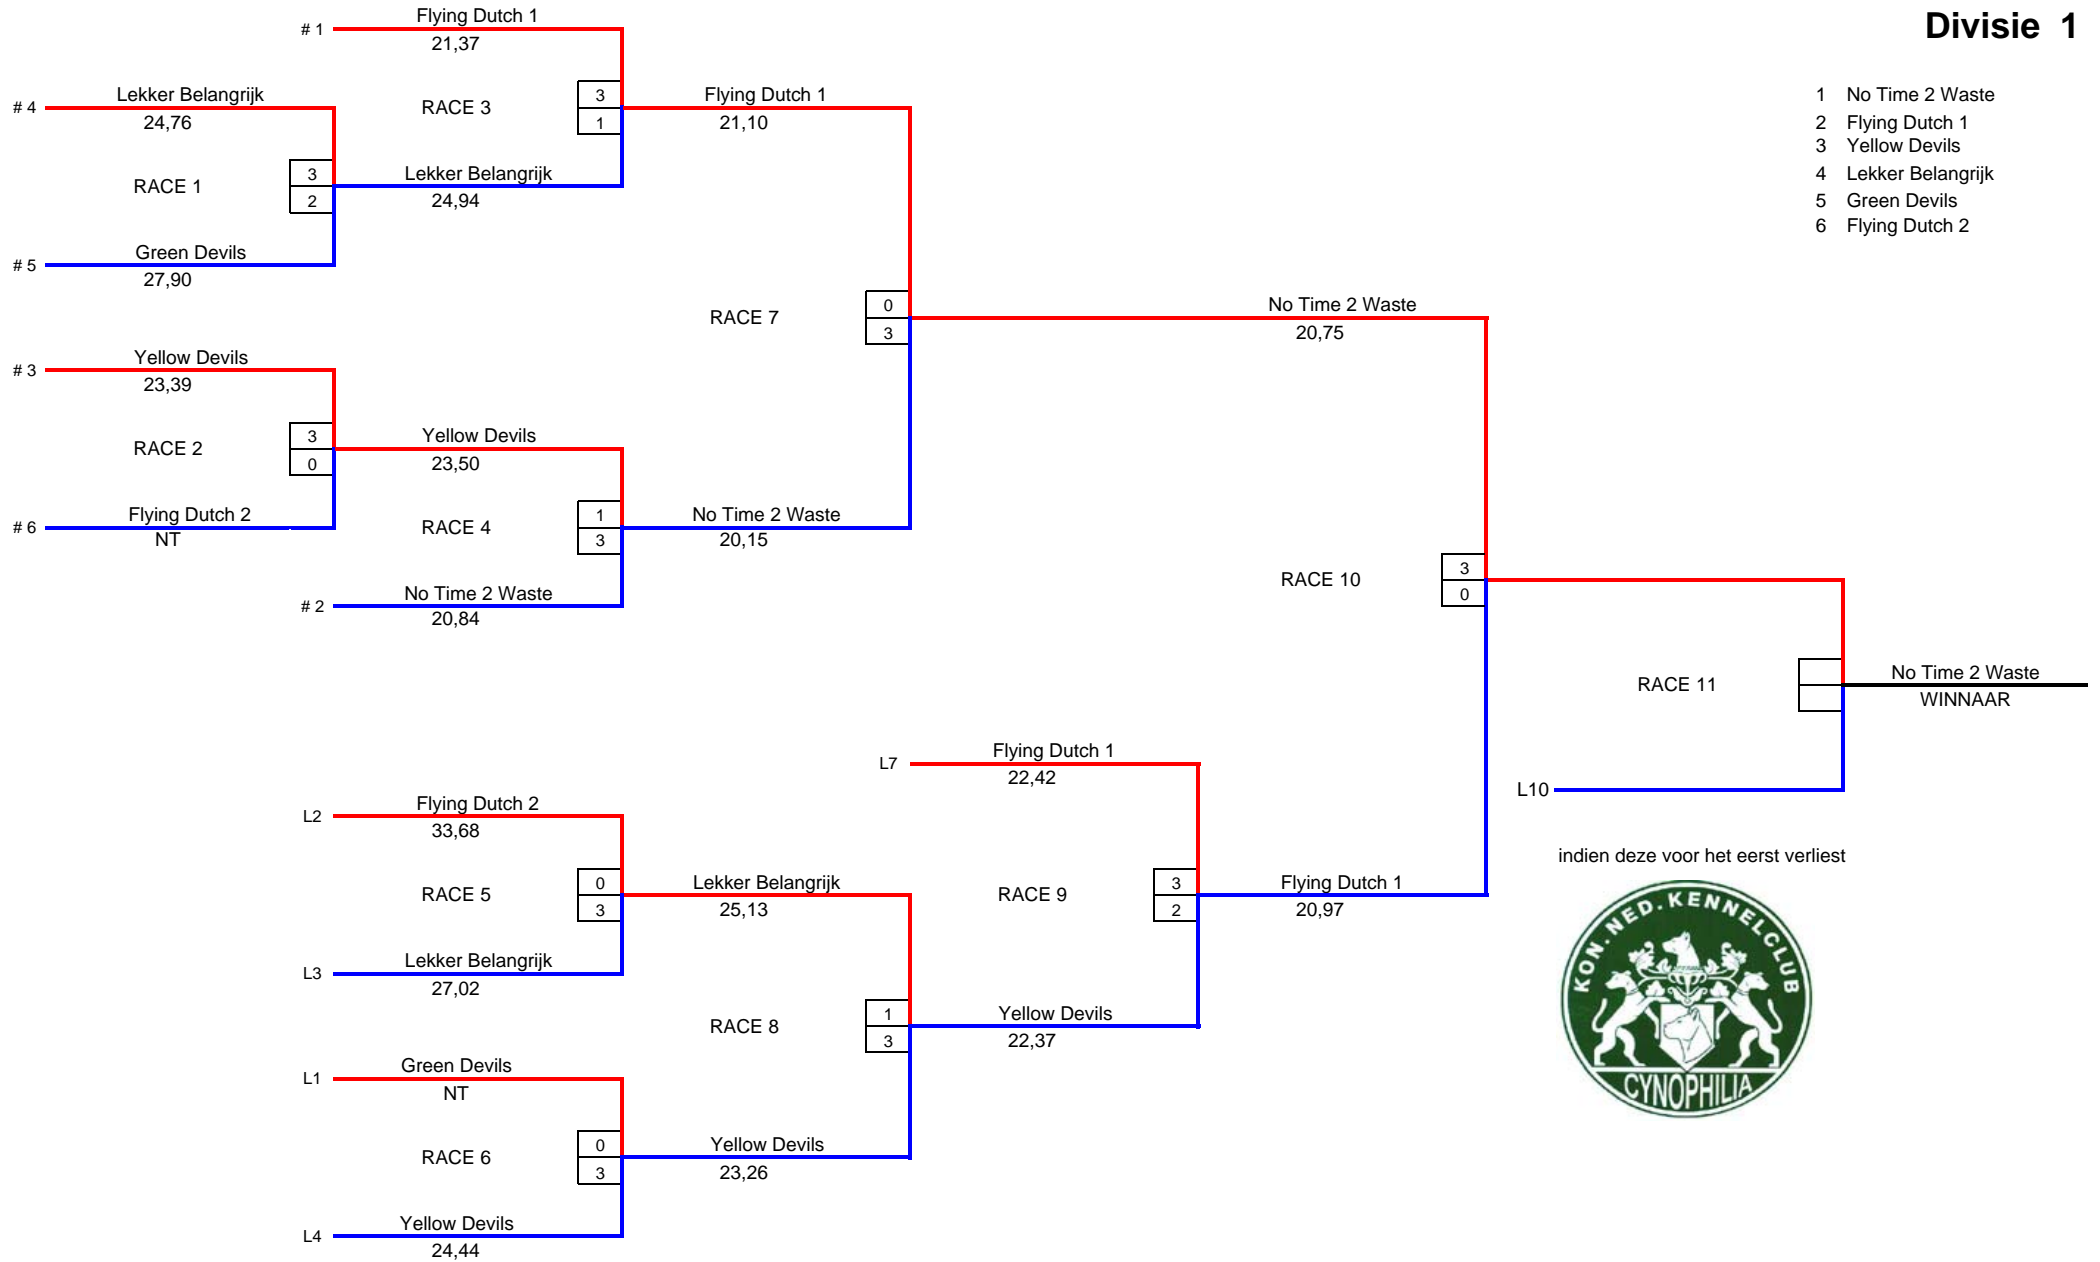 Divisie 1
1 No Time 2 Waste
2 Flying Dutch 1
3 Yellow Devils
4 Lekker Belangrijk
5 Green Devils
6 Flying Dutch 2
# 1
Flying Dutch 1
21,37
# 4
Lekker Belangrijk
24,76
RACE 3
3
1
Flying Dutch 1
21,10
RACE 1
3
2
Lekker Belangrijk
24,94
# 5
Green Devils
27,90
RACE 7
0
3
No Time 2 Waste
20,75
# 3
Yellow Devils
23,39
RACE 2
3
0
Yellow Devils
23,50
# 6
Flying Dutch 2
NT
RACE 4
1
3
No Time 2 Waste
20,15
# 2
No Time 2 Waste
20,84
RACE 10
3
0
RACE 11
No Time 2 Waste
WINNAAR
L7
Flying Dutch 1
22,42
L10
L2
Flying Dutch 2
33,68
indien deze voor het eerst verliest
RACE 5
0
3
Lekker Belangrijk
25,13
RACE 9
3
2
Flying Dutch 1
20,97
L3
Lekker Belangrijk
27,02
RACE 8
1
3
Yellow Devils
22,37
L1
Green Devils
NT
RACE 6
0
3
Yellow Devils
23,26
L4
Yellow Devils
24,44
KON.NED.KENNELCLUB
CYNOPHILIA